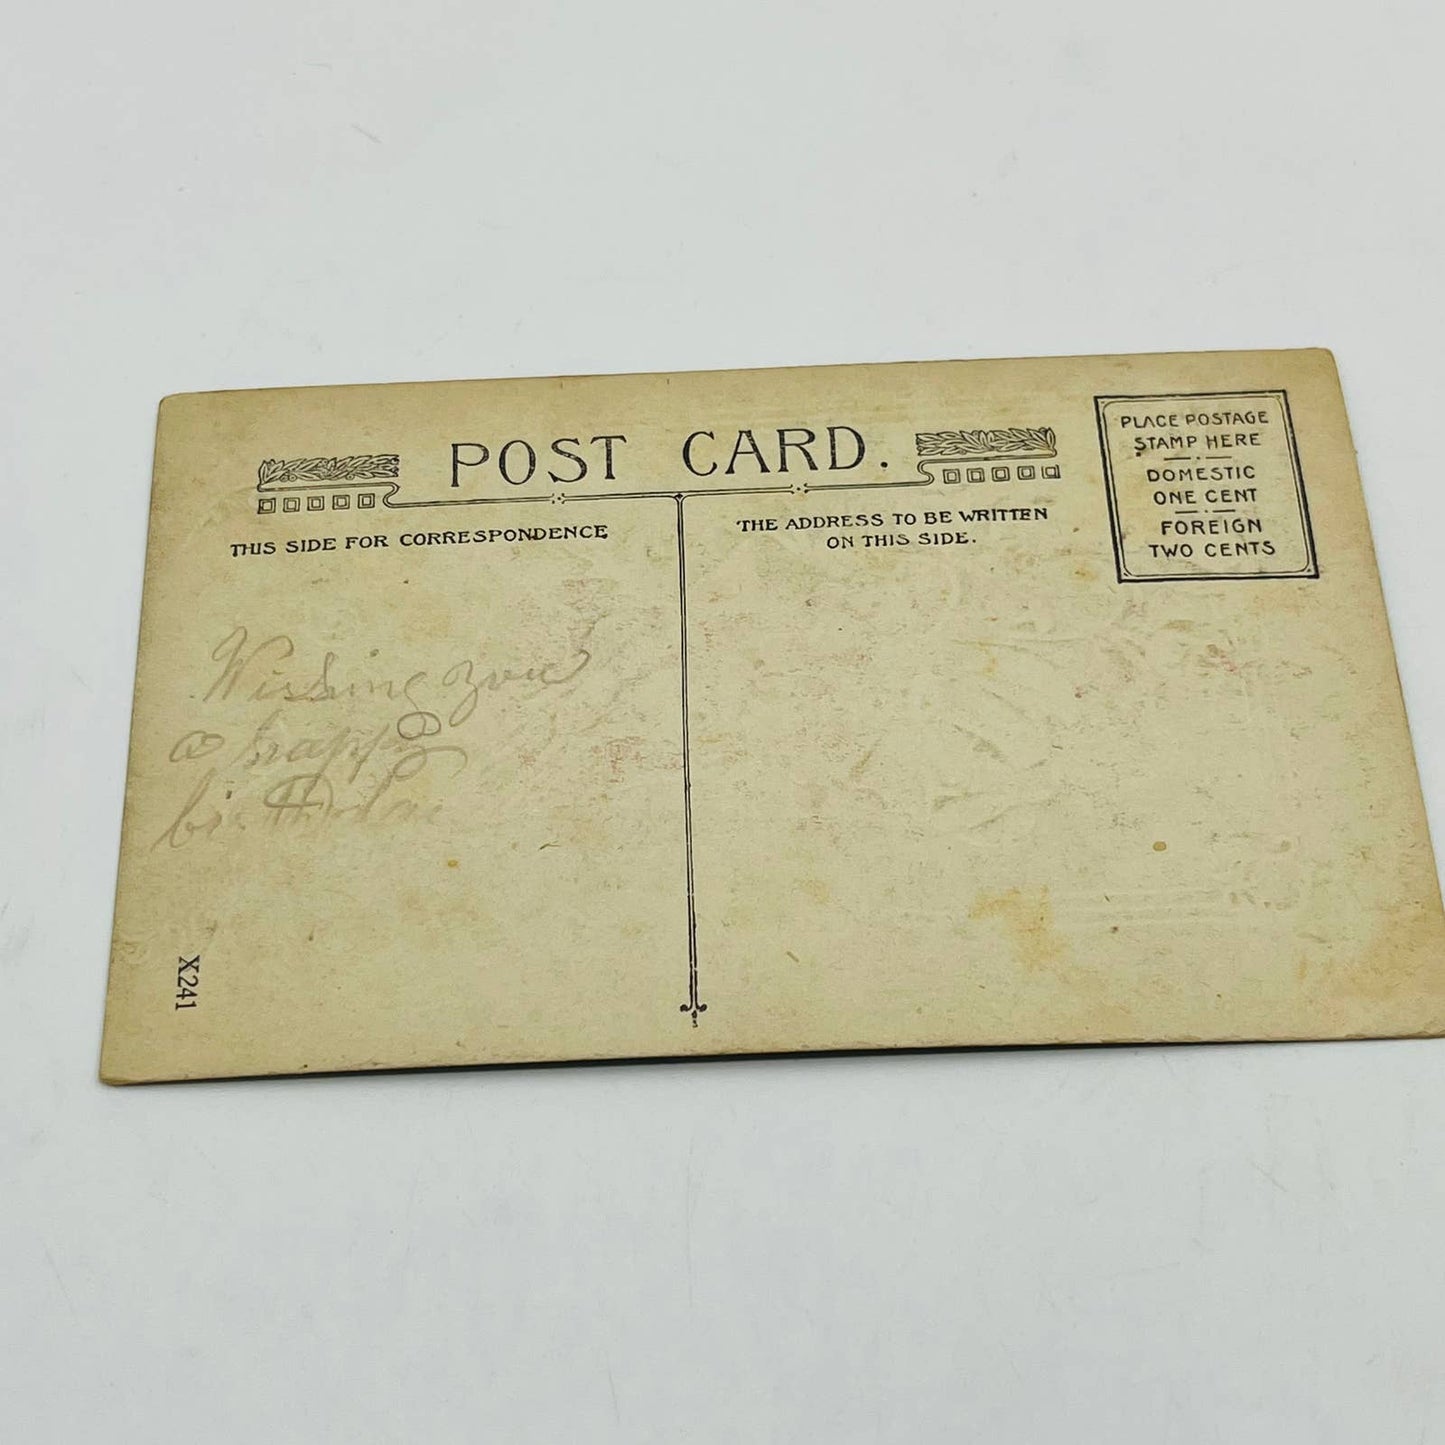 POST CARD.
THIS SIDE FOR CORRESPONDENCE
THE ADDRESS TO BE WRITTEN
ON THIS SIDE.
PLACE POSTAGE
STAMP HERE
DOMESTIC
ONE CENT
FOREIGN
TWO CENTS
Wishing you
a happy
birthday
X241